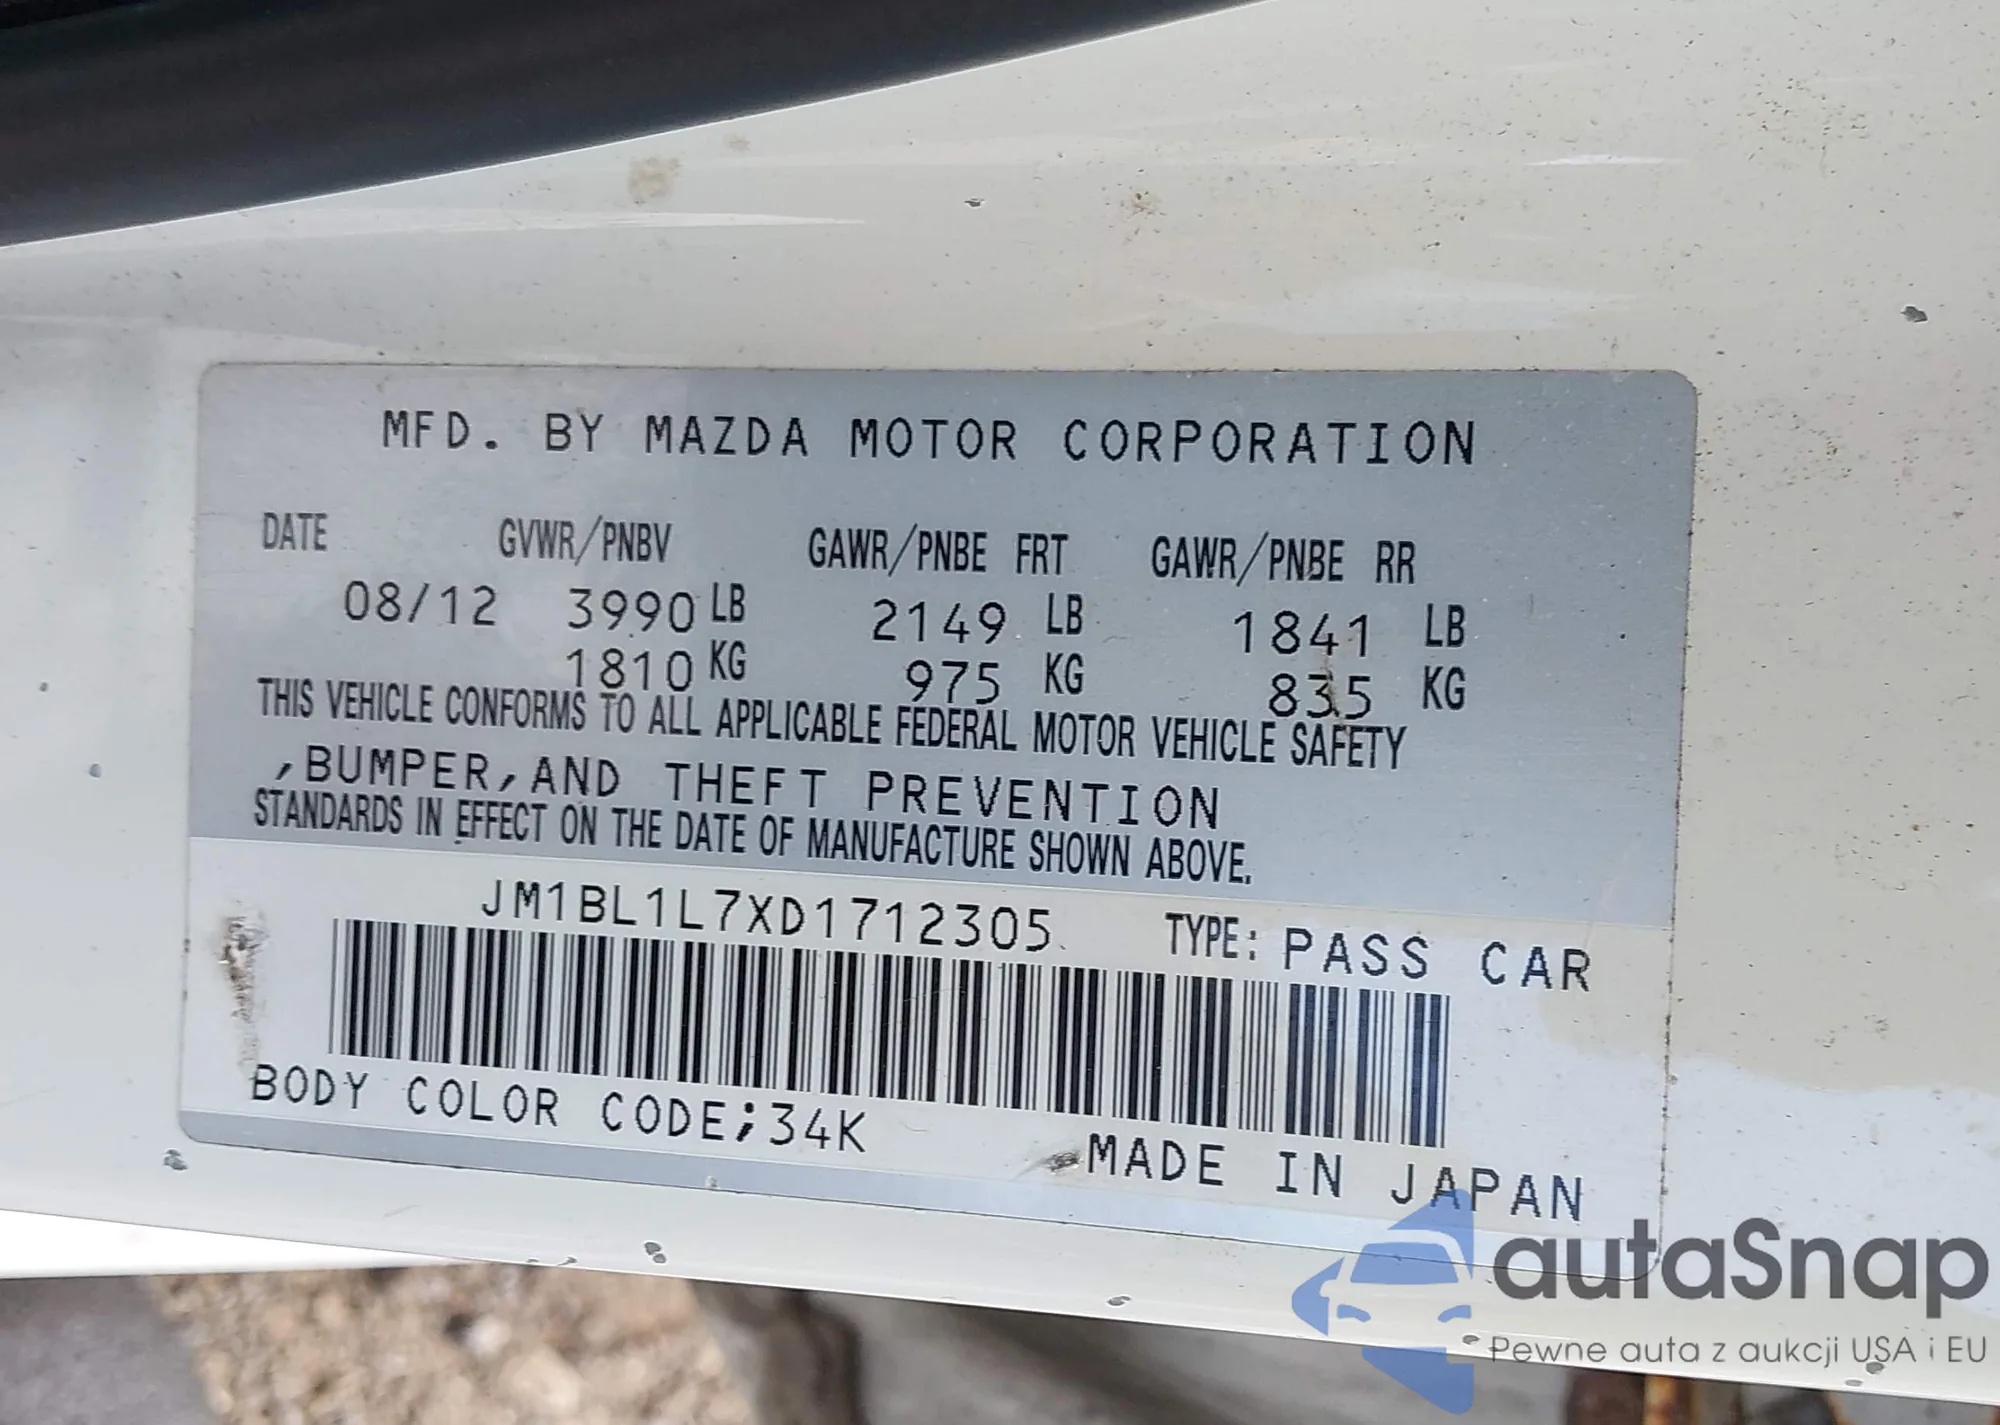 MFD. BY MAZDA MOTOR CORPORATION
DATE GVWR/PNBV GAWR/PNBE FRT GAWR/PNBE RR
08/12 3990 LB 2149 LB 1841 LB
1810 KG 975 KG 835 KG
THIS VEHICLE CONFORMS TO ALL APPLICABLE FEDERAL MOTOR VEHICLE SAFETY
,BUMPER,AND THEFT PREVENTION
STANDARDS IN EFFECT ON THE DATE OF MANUFACTURE SHOWN ABOVE.
JM1BL1L7XD1712305 TYPE: PASS CAR
BODY COLOR CODE;34K
MADE IN JAPAN
autaSnap
Pewne auta z aukcji USA i EU